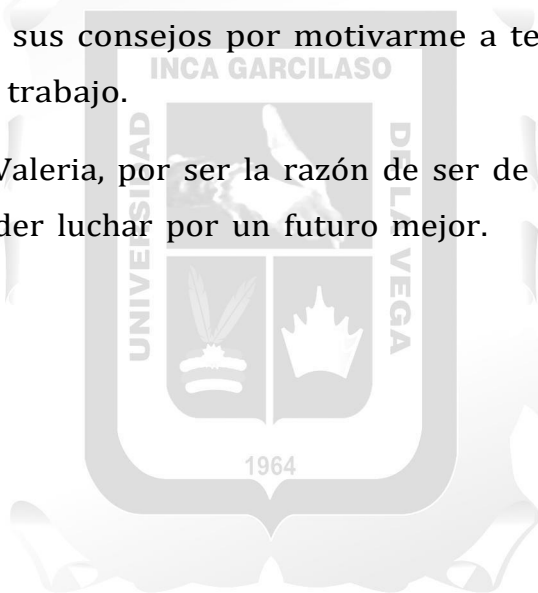 sus consejos por motivarme a te
INCA GARCILASO
trabajo.
UNIVERSIDAD
DE LA VEGA
Valeria, por ser la razón de ser de
der luchar por un futuro mejor.
1964